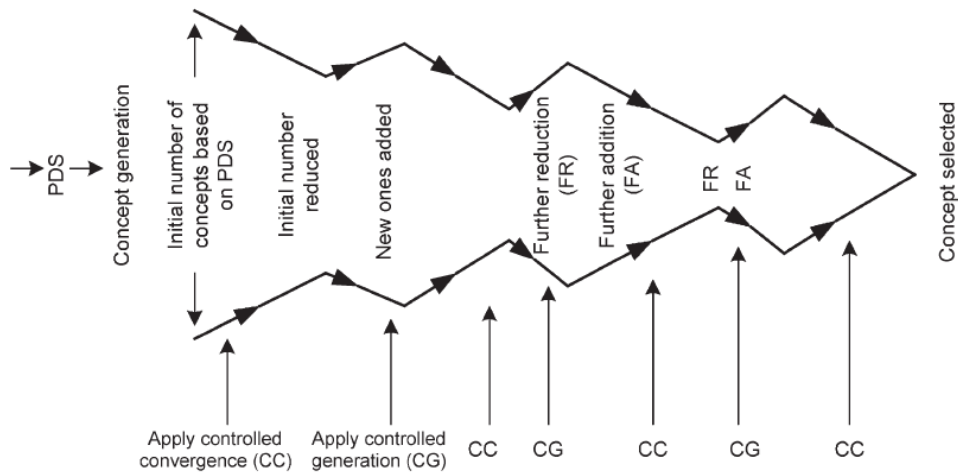 PDS
Concept generation
Initial number of
concepts based
on PDS
Initial number
reduced
New ones added
Further reduction
(FR)
Further addition
(FA)
FR
FA
Concept selected
Apply controlled
convergence (CC)
Apply controlled
generation (CG)
CC
CG
CC
CG
CC